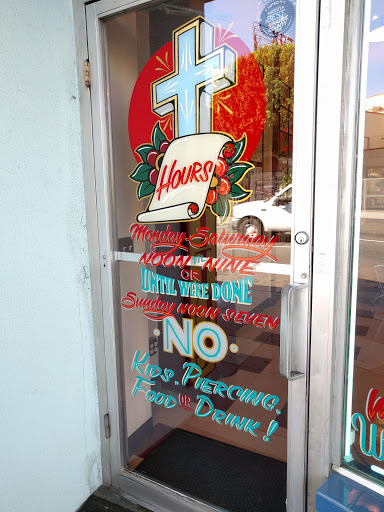 HOURS
Monday-Saturday
NOON-NINE
OR
UNTIL WE'RE DONE
Sunday NOON-SEVEN
NO
KIDS, PIERCING,
FOOD OR DRINK!